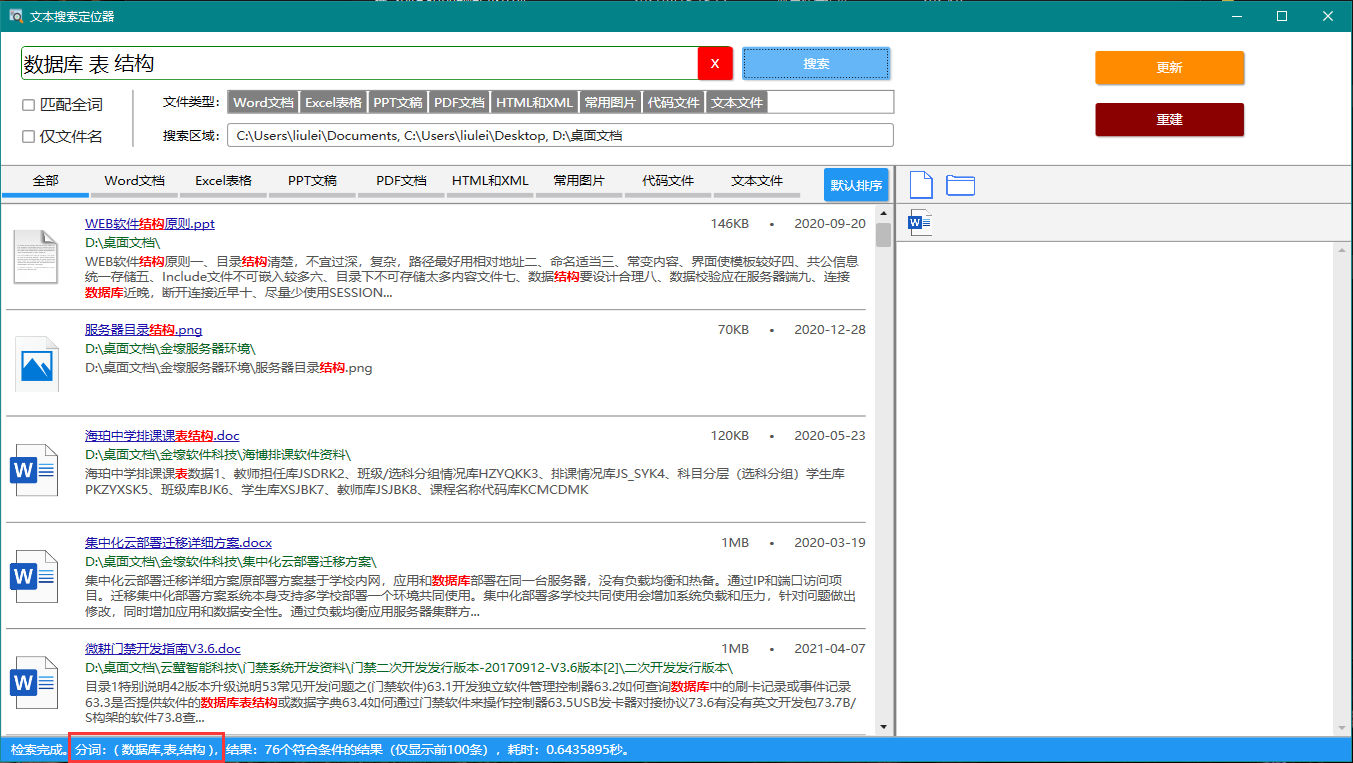 文本搜索定位器
数据库 表 结构
X
搜索
更新
匹配全词
文件类型:
Word文档 Excel表格 PPT文稿 PDF文档 HTML和XML 常用图片 代码文件 文本文件
重建
仅文件名
搜索区域:
C:\Users\liulei\Documents, C:\Users\liulei\Desktop, D:\桌面文档
全部 Word文档 Excel表格 PPT文稿 PDF文档 HTML和XML 常用图片 代码文件 文本文件
默认排序
WEB软件结构原则.ppt 146KB • 2020-09-20
D:\桌面文档\
WEB软件结构原则一、目录结构清楚，不宜过深，复杂，路径最好用相对地址二、命名适当三、常变内容、界面使模板较好四、共公信息
统一存储五、Include文件不可嵌入较多六、目录下不可存储太多内容文件七、数据结构要设计合理八、数据校验应在服务器端九、连接
数据库近晚，断开连接近早十、尽量少使用SESSION...
服务器目录结构.png 70KB • 2020-12-28
D:\桌面文档\金壕服务器环境\
D:\桌面文档\金壕服务器环境\服务器目录结构.png
海珀中学排课课表结构.doc 120KB • 2020-05-23
D:\桌面文档\金壕软件科技\海博排课软件资料\
海珀中学排课课表数据1、教师担任库JSDRK2、班级/选科分组情况库HZYQKK3、排课情况库JS_SYK4、科目分层（选科分组）学生库
PKZYXSK5、班级库BJK6、学生库XSJBK7、教师库JSJBK8、课程名称代码库KCMCDMK
集中化云部署迁移详细方案.docx 1MB • 2020-03-19
D:\桌面文档\金壕软件科技\集中化云部署迁移方案\
集中化云部署迁移详细方案原部署方案基于学校内网，应用和数据库部署在同一台服务器，没有负载均衡和热备。通过IP和端口访问项
目。迁移集中化部署方案系统本身支持多学校部署一个环境共同使用。集中化部署多学校共同使用会增加系统负载和压力，针对问题做出
修改，同时增加应用和数据安全性。通过负载均衡应用服务器集群方...
微耕门禁开发指南V3.6.doc 1MB • 2021-04-07
D:\桌面文档\云蟹智能科技\门禁系统开发资料\门禁二次开发发行版本-20170912-V3.6版本[2]\二次开发发行版本\
目录1特别说明42版本升级说明53常见开发问题之(门禁软件)63.1开发独立软件管理控制器63.2如何查询数据库中的刷卡记录或事件记录
63.3是否提供软件的数据库表结构或数据字典63.4如何通过门禁软件来操作控制器63.5USB发卡器对接协议73.6有没有英文开发包73.7B/
S构架的软件73.8查...
检索完成。分词：( 数据库,表,结构 )，结果：76个符合条件的结果（仅显示前100条），耗时：0.6435895秒。